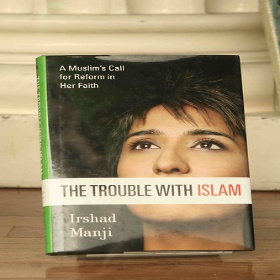 A Muslim's Call
for Reform in
Her Faith
THE TROUBLE WITH ISLAM
Irshad
Manji